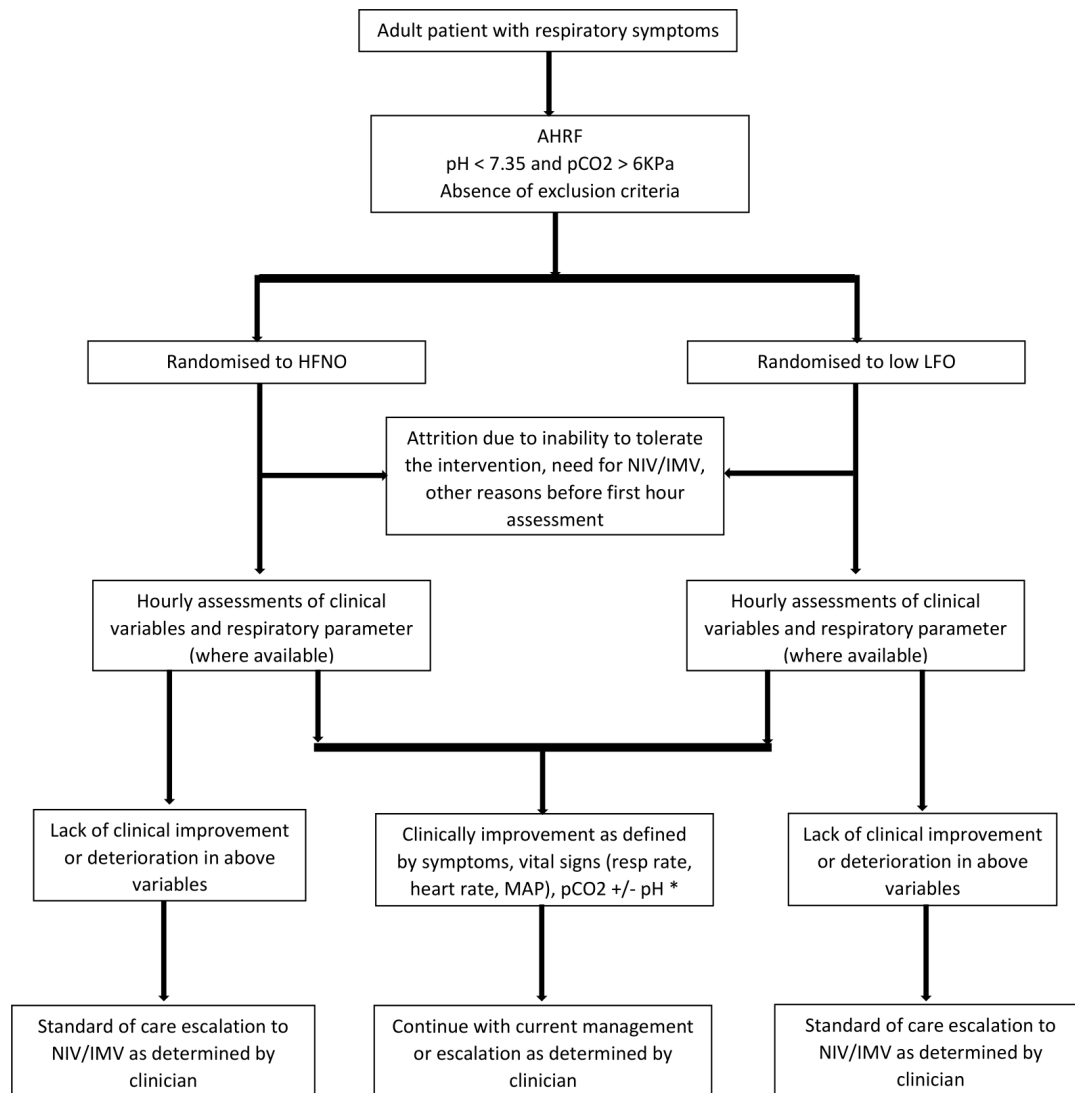 Adult patient with respiratory symptoms
AHRF
pH < 7.35 and pCO2 > 6KPa
Absence of exclusion criteria
Randomised to HFNO
Randomised to low LFO
Attrition due to inability to tolerate
the intervention, need for NIV/IMV,
other reasons before first hour
assessment
Hourly assessments of clinical
variables and respiratory parameter
(where available)
Hourly assessments of clinical
variables and respiratory parameter
(where available)
Lack of clinical improvement
or deterioration in above
variables
Clinically improvement as defined
by symptoms, vital signs (resp rate,
heart rate, MAP), pCO2 +/- pH *
Lack of clinical improvement
or deterioration in above
variables
Standard of care escalation to
NIV/IMV as determined by
clinician
Continue with current management
or escalation as determined by
clinician
Standard of care escalation to
NIV/IMV as determined by
clinician